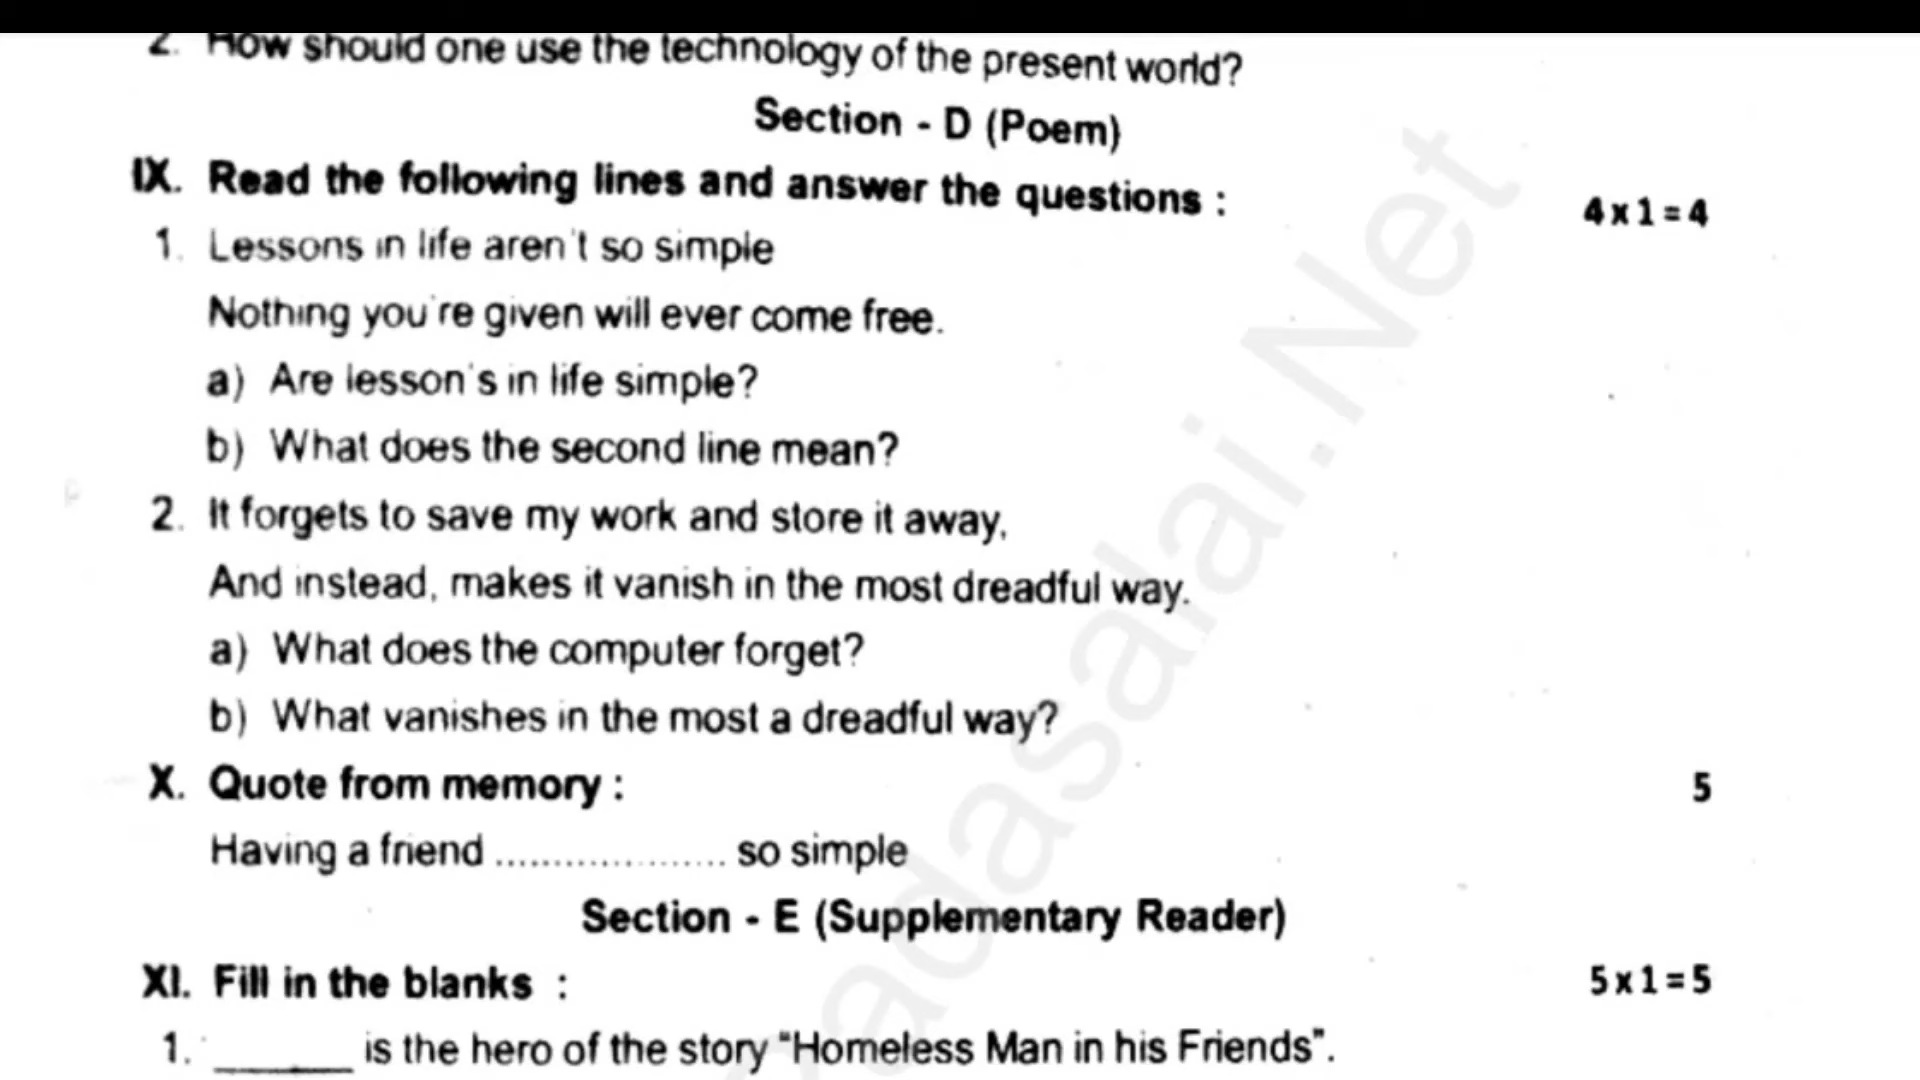 2. How should one use the technology of the present world?
Section - D (Poem)
IX. Read the following lines and answer the questions : 4 x 1 = 4
1. Lessons in life aren't so simple
Nothing you're given will ever come free.
a) Are lesson's in life simple?
b) What does the second line mean?
2. It forgets to save my work and store it away,
And instead, makes it vanish in the most dreadful way.
a) What does the computer forget?
b) What vanishes in the most a dreadful way?
X. Quote from memory : 5
Having a friend .................... so simple
Section - E (Supplementary Reader)
XI. Fill in the blanks : 5 x 1 = 5
1. ______ is the hero of the story "Homeless Man in his Friends".
adasalai.Net